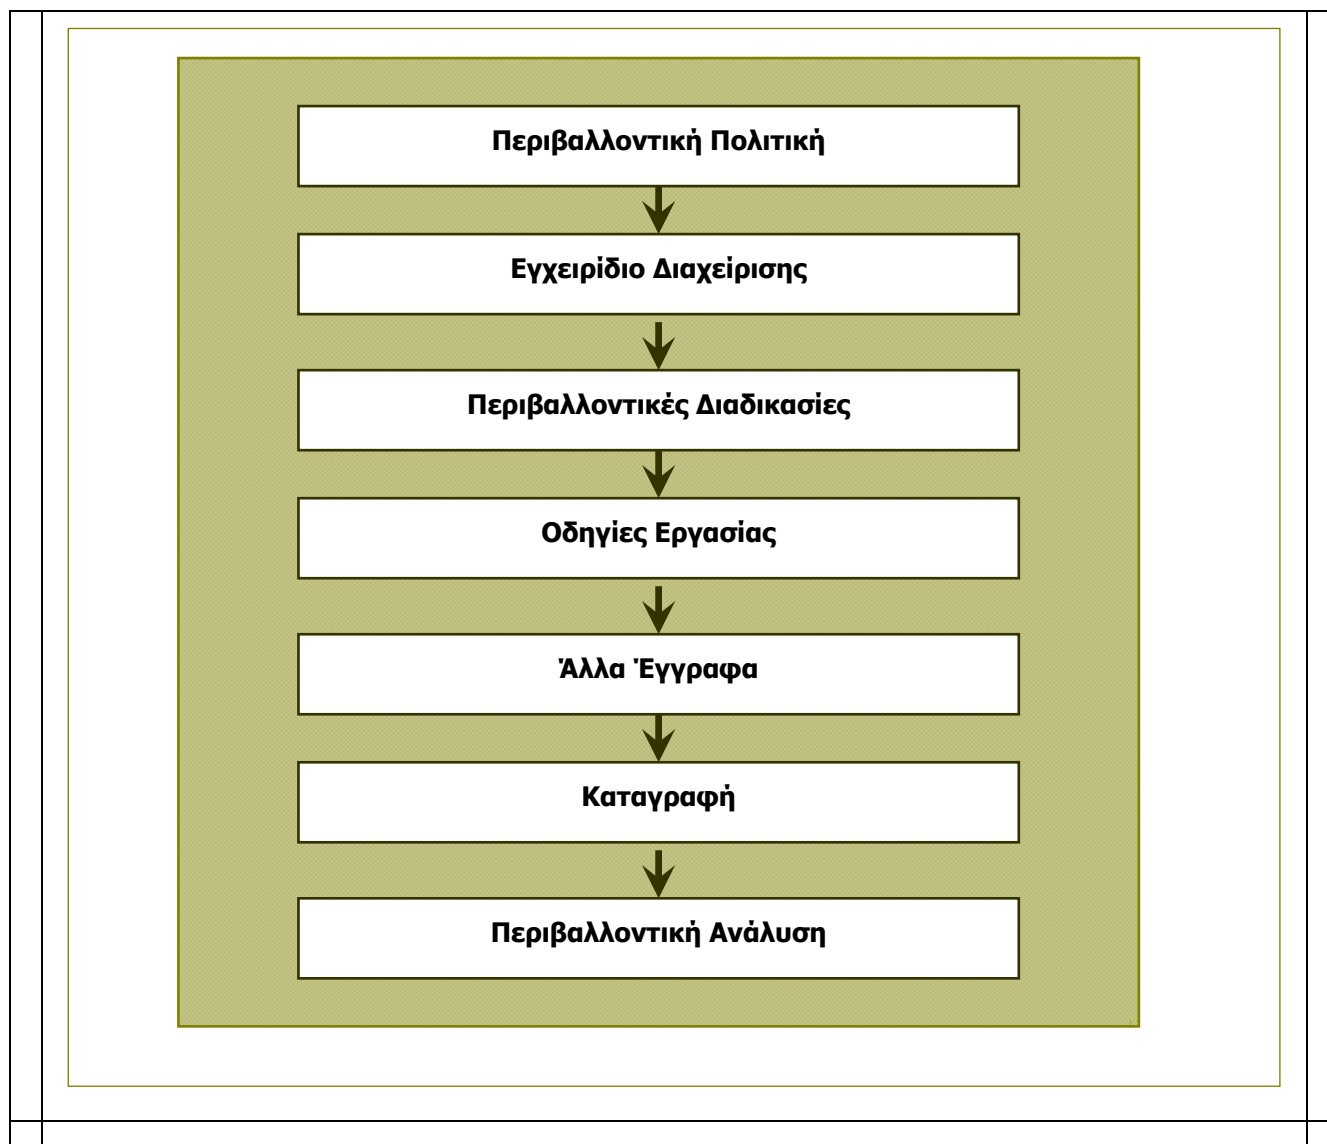 Περιβαλλοντική Πολιτική
Εγχειρίδιο Διαχείρισης
Περιβαλλοντικές Διαδικασίες
Οδηγίες Εργασίας
Άλλα Έγγραφα
Καταγραφή
Περιβαλλοντική Ανάλυση